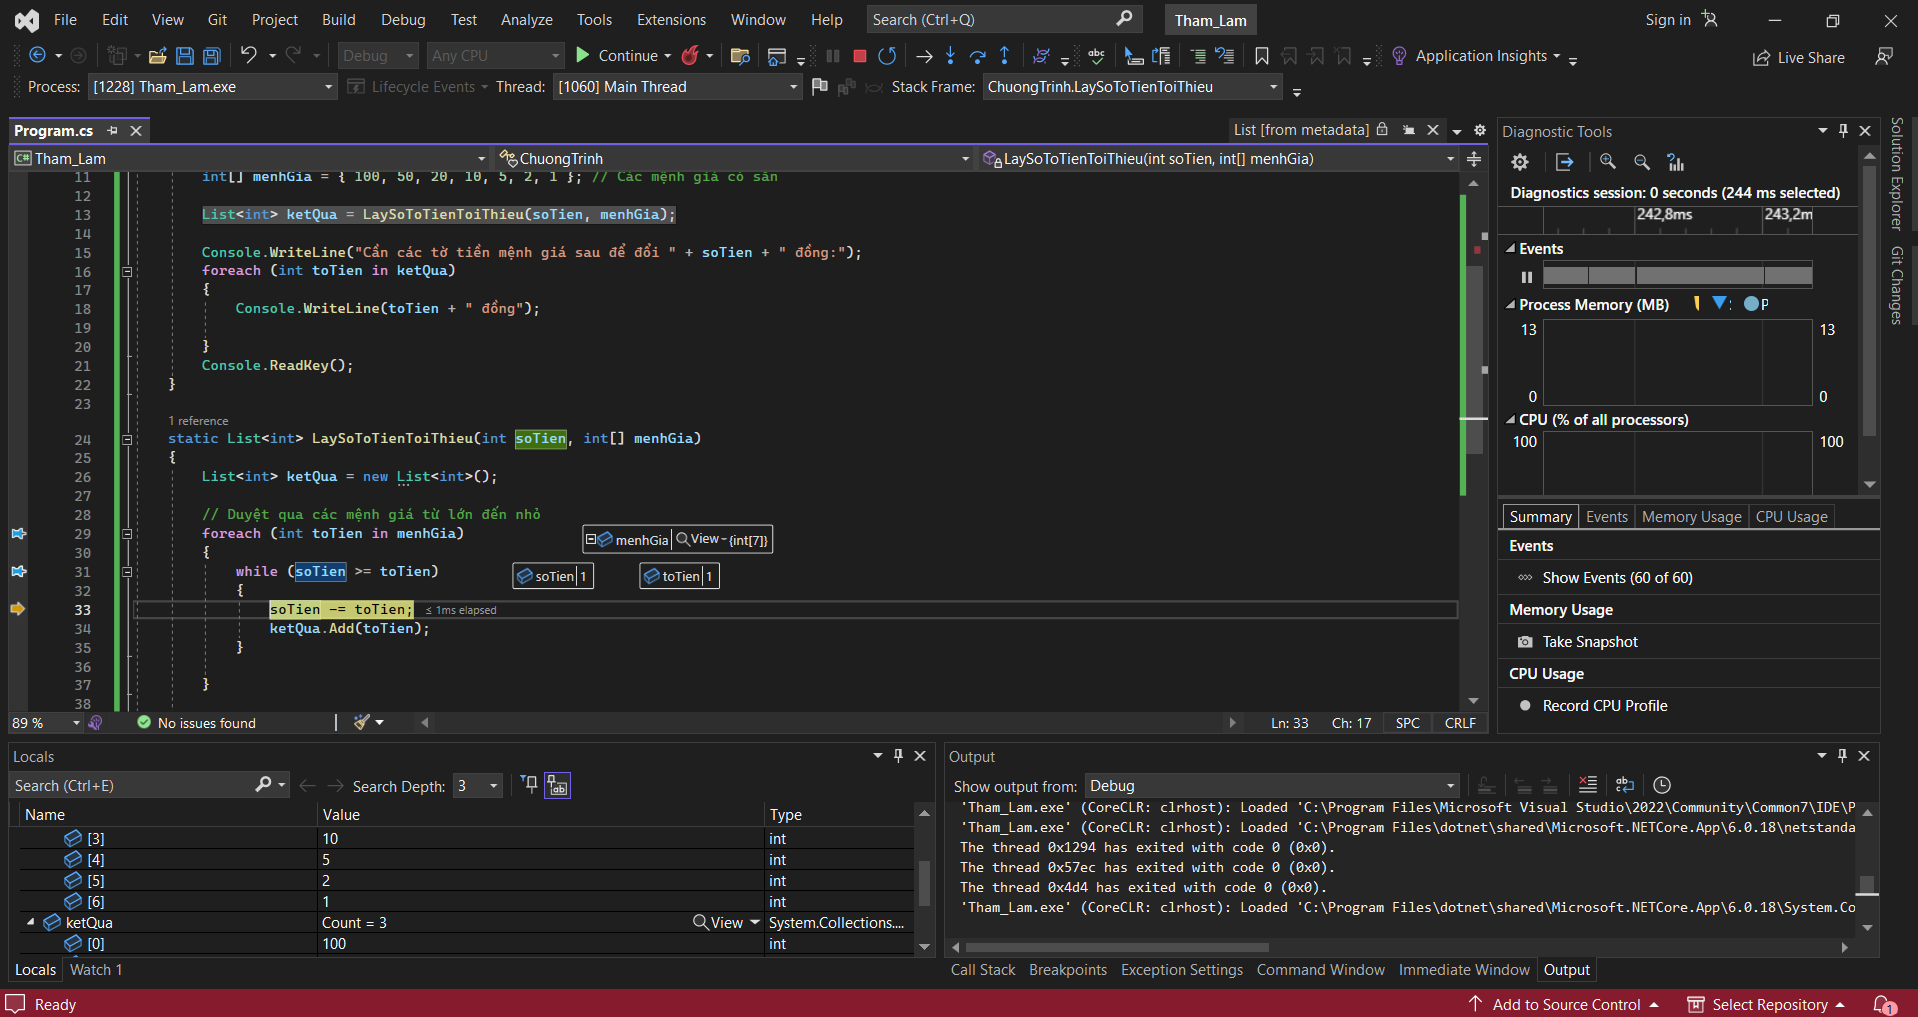 File Edit View Git Project Build Debug Test Analyze Tools Extensions Window Help Search (Ctrl+Q) Tham_Lam Sign in
Debug Any CPU Continue Application Insights Live Share
Process: [1228] Tham_Lam.exe Lifecycle Events Thread: [1060] Main Thread Stack Frame: ChuongTrinh.LaySoToTienToiThieu
Program.cs List [from metadata]
Tham_Lam ChuongTrinh LaySoToTienToiThieu(int soTien, int[] menhGia)
11 int[] menhGia = { 100, 50, 20, 10, 5, 2, 1 }; // Các mệnh giá có sẵn
12
13 List<int> ketQua = LaySoToTienToiThieu(soTien, menhGia);
14
15 Console.WriteLine("Cần các tờ tiền mệnh giá sau để đổi " + soTien + " đồng:");
16 foreach (int toTien in ketQua)
17 {
18 Console.WriteLine(toTien + " đồng");
19
20 }
21 Console.ReadKey();
22 }
23
1 reference
24 static List<int> LaySoToTienToiThieu(int soTien, int[] menhGia)
25 {
26 List<int> ketQua = new List<int>();
27
28 // Duyệt qua các mệnh giá từ lớn đến nhỏ
29 foreach (int toTien in menhGia) menhGia View {int[7]}
30 {
31 while (soTien >= toTien) soTien 1 toTien 1
32 {
33 soTien -= toTien; ≤ 1ms elapsed
34 ketQua.Add(toTien);
35 }
36
37 }
38
89 % No issues found Ln: 33 Ch: 17 SPC CRLF
Diagnostic Tools
Diagnostics session: 0 seconds (244 ms selected)
242,8ms 243,2m
Events
Process Memory (MB) P
13 13
0 0
CPU (% of all processors)
100 100
Summary Events Memory Usage CPU Usage
Events
Show Events (60 of 60)
Memory Usage
Take Snapshot
CPU Usage
Record CPU Profile
Solution Explorer
Git Changes
Locals
Search (Ctrl+E) Search Depth: 3
Name Value Type
[3] 10 int
[4] 5 int
[5] 2 int
[6] 1 int
ketQua Count = 3 View System.Collections....
[0] 100 int
Locals Watch 1
Output
Show output from: Debug
'Tham_Lam.exe' (CoreCLR: clrhost): Loaded 'C:\Program Files\Microsoft Visual Studio\2022\Community\Common7\IDE\P
'Tham_Lam.exe' (CoreCLR: clrhost): Loaded 'C:\Program Files\dotnet\shared\Microsoft.NETCore.App\6.0.18\netstanda
The thread 0x1294 has exited with code 0 (0x0).
The thread 0x57ec has exited with code 0 (0x0).
The thread 0x4d4 has exited with code 0 (0x0).
'Tham_Lam.exe' (CoreCLR: clrhost): Loaded 'C:\Program Files\dotnet\shared\Microsoft.NETCore.App\6.0.18\System.Co
Call Stack Breakpoints Exception Settings Command Window Immediate Window Output
Ready Add to Source Control Select Repository 1